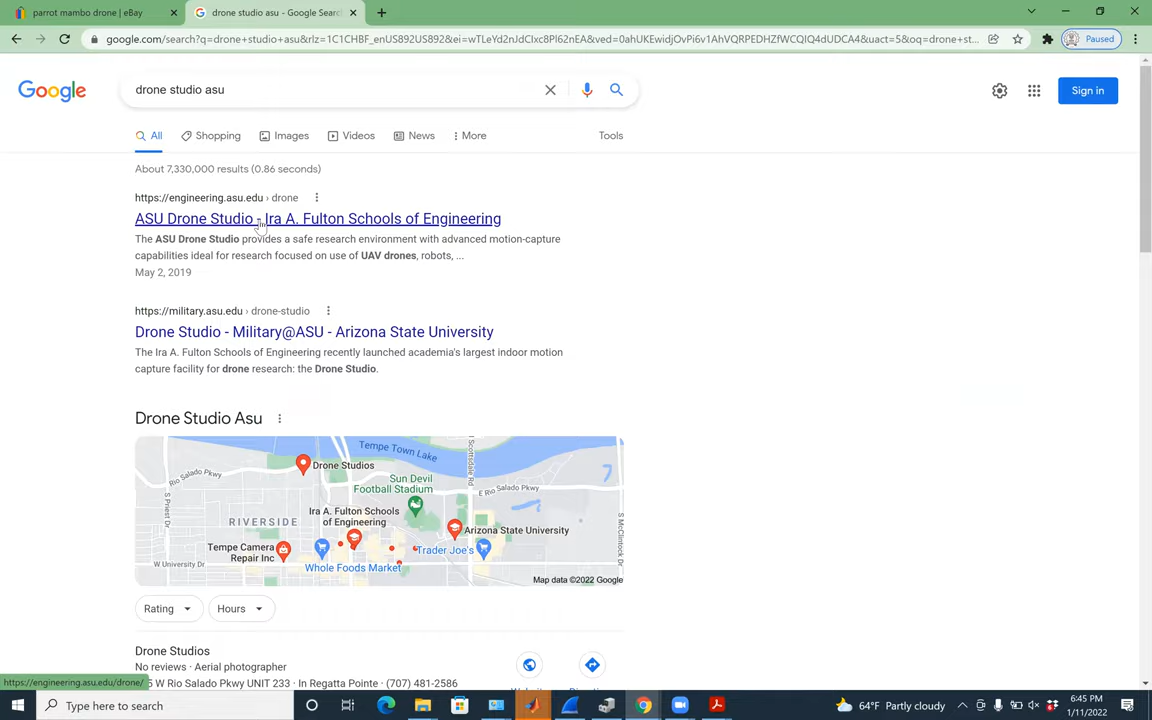 parrot mambo drone | eBay
drone studio asu - Google Searc
google.com/search?q=drone+studio+asu&rlz=1C1CHBF_enUS892US892&ei=wTLeYd2nJdCIxc8Pl62nEA&ved=0ahUKEwidjOvPi6v1AhVQRPEDHZfWCQIQ4dUDCA4&uact=5&oq=drone+st...
Paused
Google
drone studio asu
Sign in
All
Shopping
Images
Videos
News
More
Tools
About 7,330,000 results (0.86 seconds)
https://engineering.asu.edu › drone
ASU Drone Studio - Ira A. Fulton Schools of Engineering
The ASU Drone Studio provides a safe research environment with advanced motion-capture
capabilities ideal for research focused on use of UAV drones, robots, ...
May 2, 2019
https://military.asu.edu › drone-studio
Drone Studio - Military@ASU - Arizona State University
The Ira A. Fulton Schools of Engineering recently launched academia's largest indoor motion
capture facility for drone research: the Drone Studio.
Drone Studio Asu
Tempe Town Lake
Rio Salado Pkwy
Drone Studios
Sun Devil
Football Stadium
S Priest Dr
N Scottsdale Rd
E Rio Salado Pkwy
Ira A. Fulton Schools
of Engineering
RIVERSIDE
Arizona State University
Tempe Camera
Repair Inc
Trader Joe's
S McClintock Dr
W University Dr
Whole Foods Market
Map data ©2022 Google
Rating
Hours
Drone Studios
No reviews · Aerial photographer
5 W Rio Salado Pkwy UNIT 233 · In Regatta Pointe · (707) 481-2586
https://engineering.asu.edu/drone/
Type here to search
64°F Partly cloudy
6:45 PM
1/11/2022